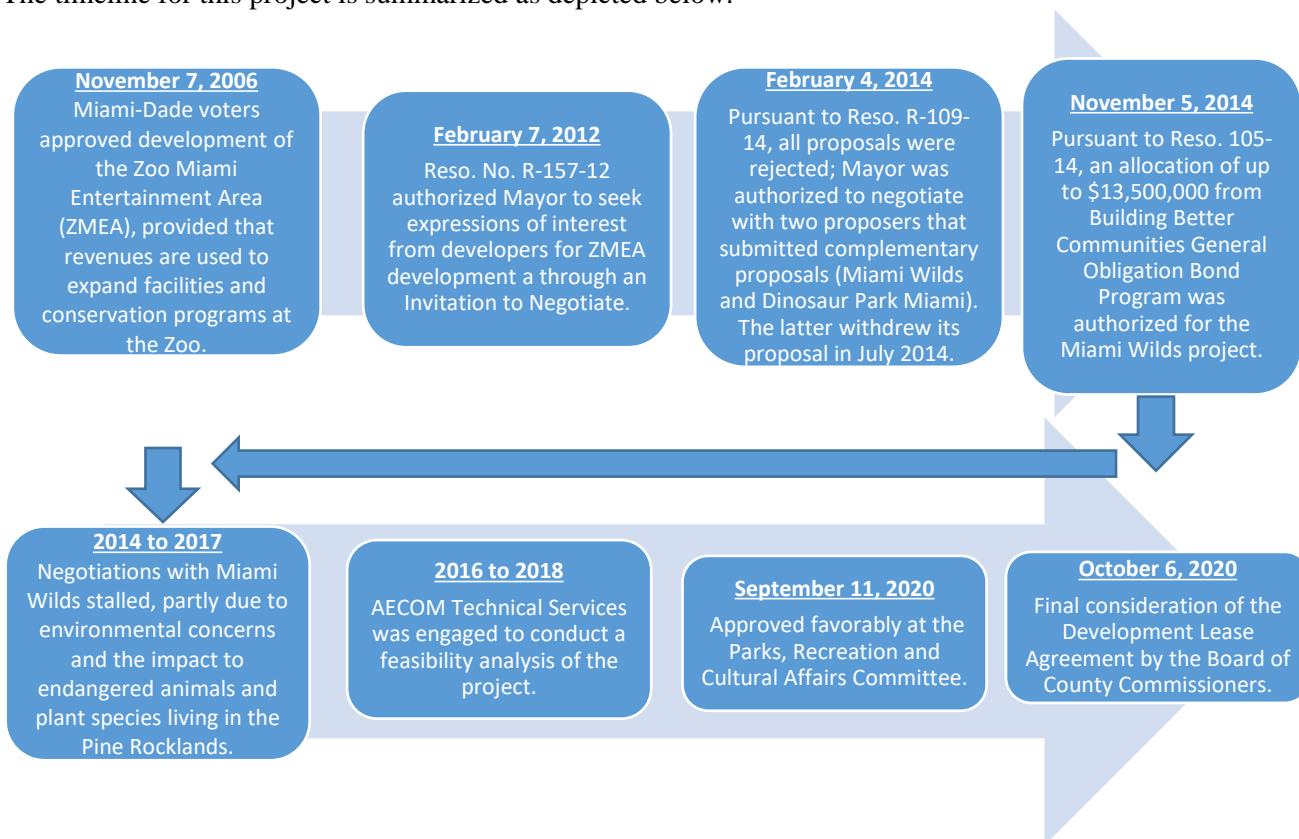 The timeline for this project is summarized as depicted below.
November 7, 2006
Miami-Dade voters
approved development of
the Zoo Miami
Entertainment Area
(ZMEA), provided that
revenues are used to
expand facilities and
conservation programs at
the Zoo.
February 7, 2012
Reso. No. R-157-12
authorized Mayor to seek
expressions of interest
from developers for ZMEA
development a through an
Invitation to Negotiate.
February 4, 2014
Pursuant to Reso. R-109-
14, all proposals were
rejected; Mayor was
authorized to negotiate
with two proposers that
submitted complementary
proposals (Miami Wilds
and Dinosaur Park Miami).
The latter withdrew its
proposal in July 2014.
November 5, 2014
Pursuant to Reso. 105-
14, an allocation of up
to $13,500,000 from
Building Better
Communities General
Obligation Bond
Program was
authorized for the
Miami Wilds project.
2014 to 2017
Negotiations with Miami
Wilds stalled, partly due to
environmental concerns
and the impact to
endangered animals and
plant species living in the
Pine Rocklands.
2016 to 2018
AECOM Technical Services
was engaged to conduct a
feasibility analysis of the
project.
September 11, 2020
Approved favorably at the
Parks, Recreation and
Cultural Affairs Committee.
October 6, 2020
Final consideration of the
Development Lease
Agreement by the Board of
County Commissioners.